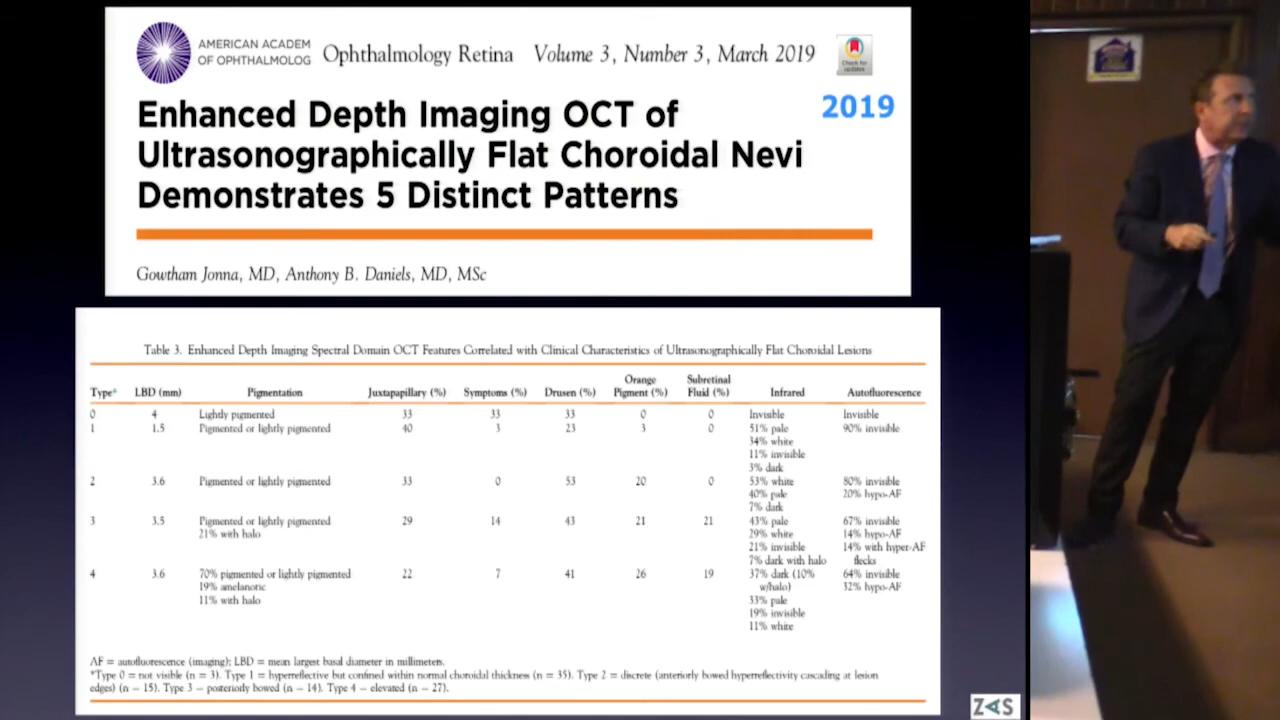 AMERICAN ACADEM
OF OPHTHALMOLOG
Ophthalmology Retina Volume 3, Number 3, March 2019
Check for
updates
2019
Enhanced Depth Imaging OCT of
Ultrasonographically Flat Choroidal Nevi
Demonstrates 5 Distinct Patterns
Gowtham Jonna, MD, Anthony B. Daniels, MD, MSc
Table 3. Enhanced Depth Imaging Spectral Domain OCT Features Correlated with Clinical Characteristics of Ultrasonographically Flat Choroidal Lesions
Type* LBD (mm) Pigmentation Juxtapapillary (%) Symptoms (%) Drusen (%) Orange Pigment (%) Subretinal Fluid (%) Infrared Autofluorescence
0 4 Lightly pigmented 33 33 33 0 0 Invisible Invisible
1 1.5 Pigmented or lightly pigmented 40 3 23 3 0 51% pale 90% invisible
34% white
11% invisible
3% dark
2 3.6 Pigmented or lightly pigmented 33 0 53 20 0 53% white 80% invisible
40% pale 20% hypo-AF
7% dark
3 3.5 Pigmented or lightly pigmented 29 14 43 21 21 43% pale 67% invisible
21% with halo 29% white 14% hypo-AF
21% invisible 14% with hyper-AF
7% dark with halo flecks
4 3.6 70% pigmented or lightly pigmented 22 7 41 26 19 37% dark (10% 64% invisible
19% amelanotic w/halo) 32% hypo-AF
11% with halo 33% pale
19% invisible
11% white
AF = autofluorescence (imaging); LBD = mean largest basal diameter in millimeters.
*Type 0 = not visible (n = 3). Type 1 = hyperreflective but confined within normal choroidal thickness (n = 35). Type 2 = discrete (anteriorly bowed hyperreflectivity cascading at lesion
edges) (n = 15). Type 3 = posteriorly bowed (n = 14). Type 4 = elevated (n = 27).
ZAS